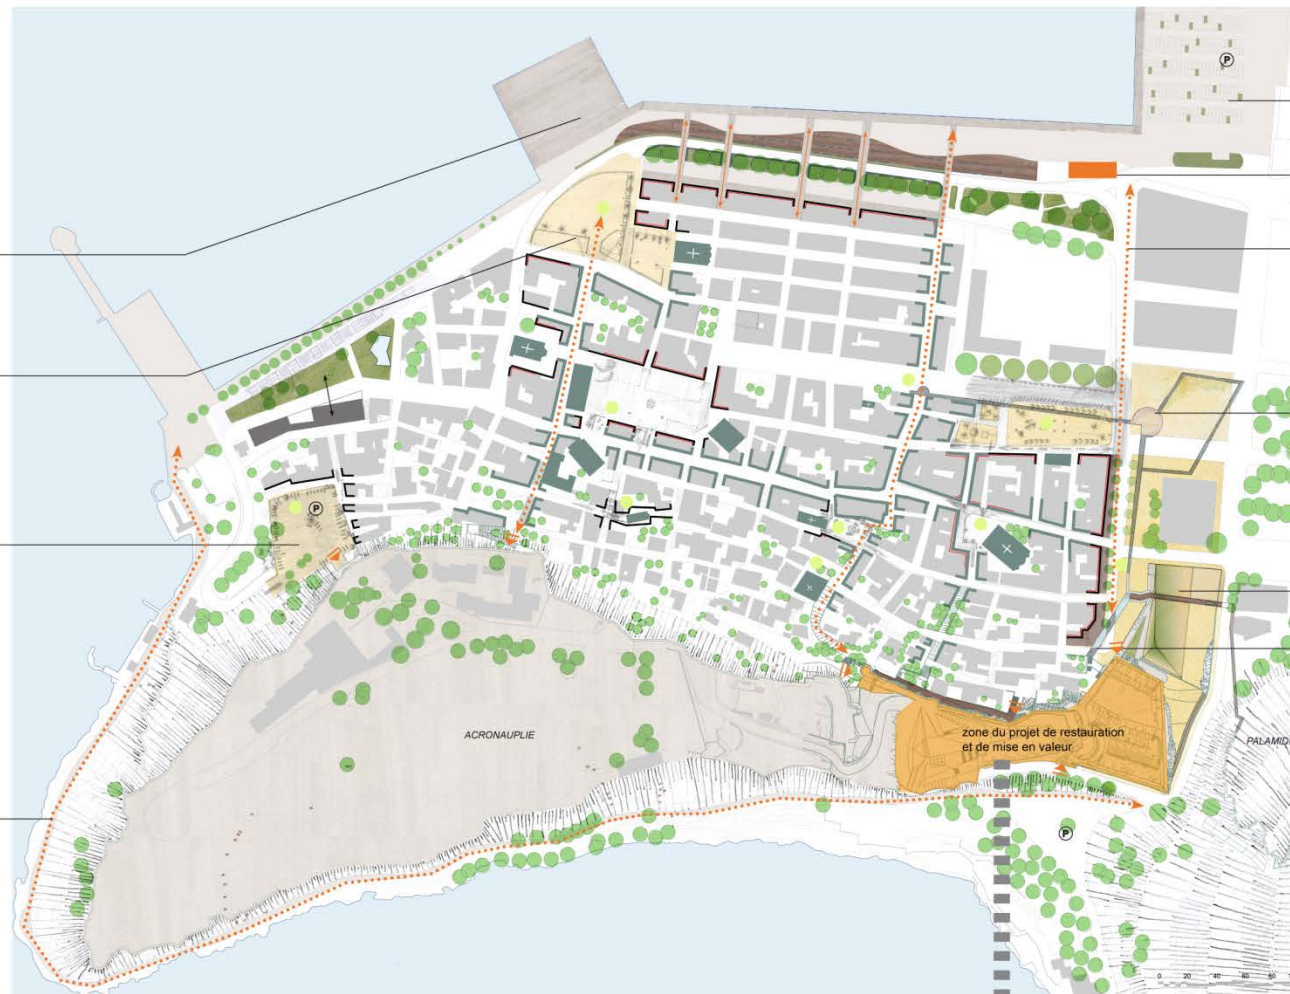 P
P
ACRONAUPLIE
zone du projet de restauration
et de mise en valeur
PALAMID
P
0 20 40 60 80